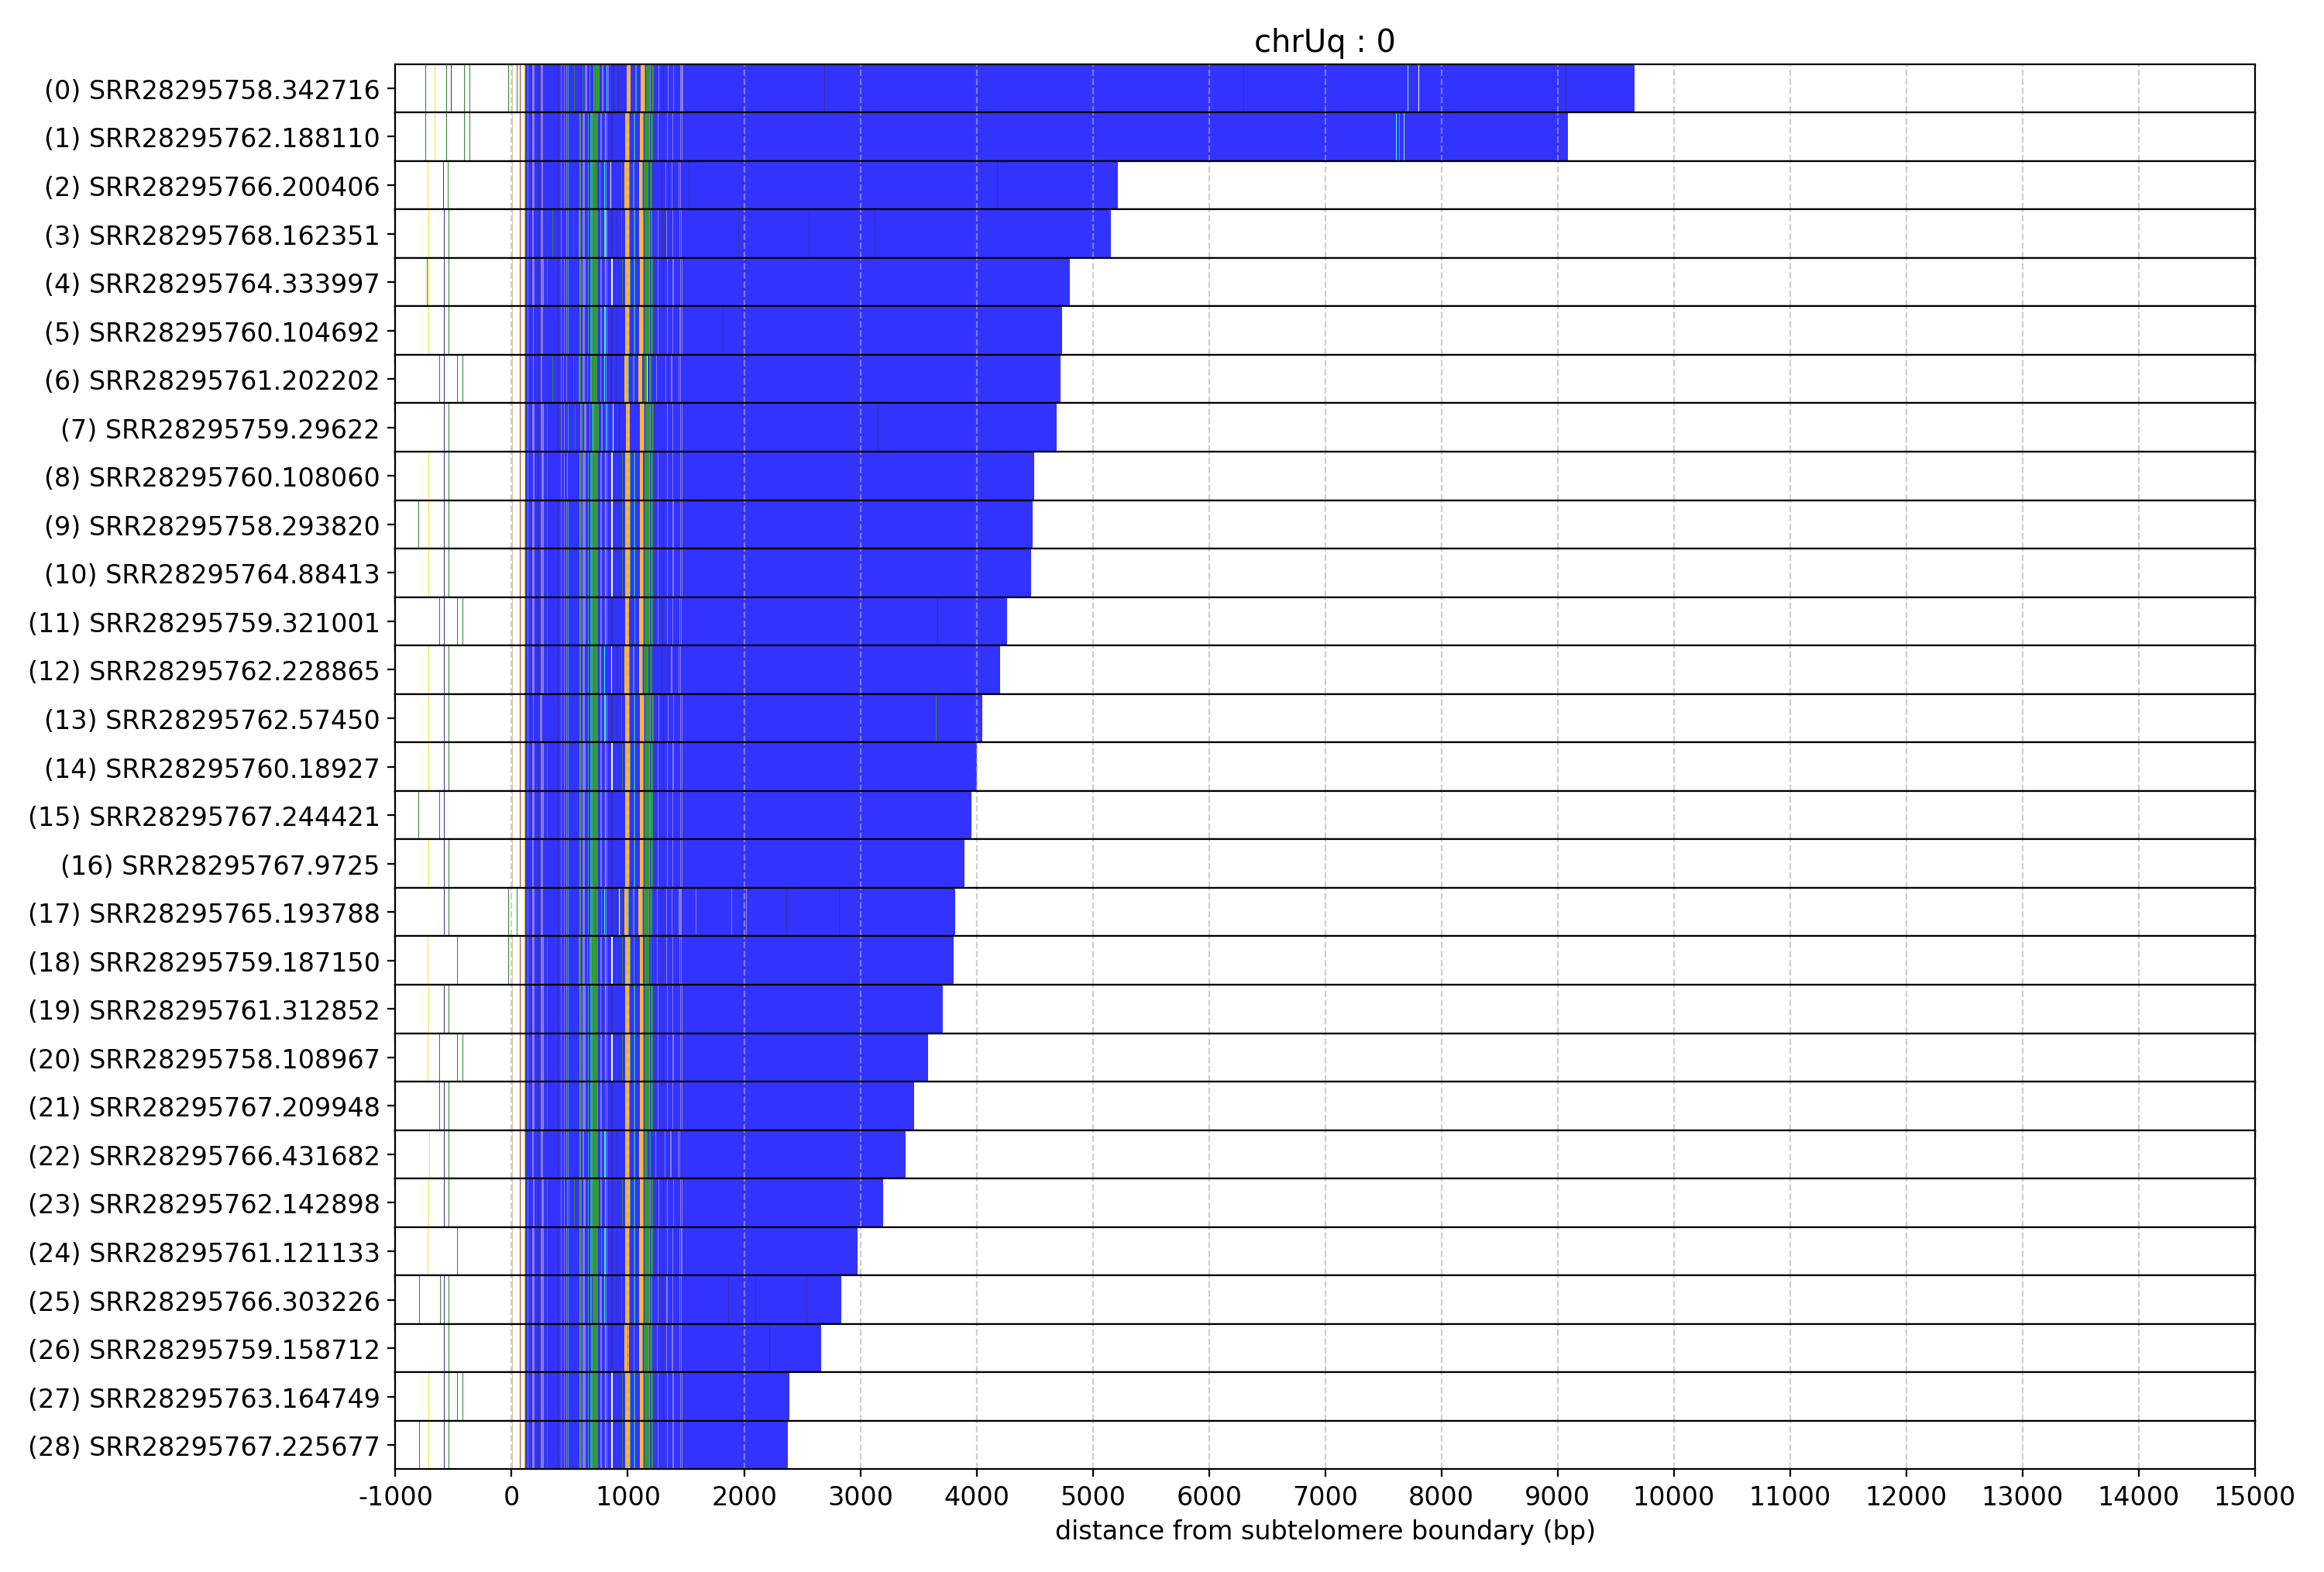 chrUq : 0
(0) SRR28295758.342716
(1) SRR28295762.188110
(2) SRR28295766.200406
(3) SRR28295768.162351
(4) SRR28295764.333997
(5) SRR28295760.104692
(6) SRR28295761.202202
(7) SRR28295759.29622
(8) SRR28295760.108060
(9) SRR28295758.293820
(10) SRR28295764.88413
(11) SRR28295759.321001
(12) SRR28295762.228865
(13) SRR28295762.57450
(14) SRR28295760.18927
(15) SRR28295767.244421
(16) SRR28295767.9725
(17) SRR28295765.193788
(18) SRR28295759.187150
(19) SRR28295761.312852
(20) SRR28295758.108967
(21) SRR28295767.209948
(22) SRR28295766.431682
(23) SRR28295762.142898
(24) SRR28295761.121133
(25) SRR28295766.303226
(26) SRR28295759.158712
(27) SRR28295763.164749
(28) SRR28295767.225677
-1000 0 1000 2000 3000 4000 5000 6000 7000 8000 9000 10000 11000 12000 13000 14000 15000
distance from subtelomere boundary (bp)